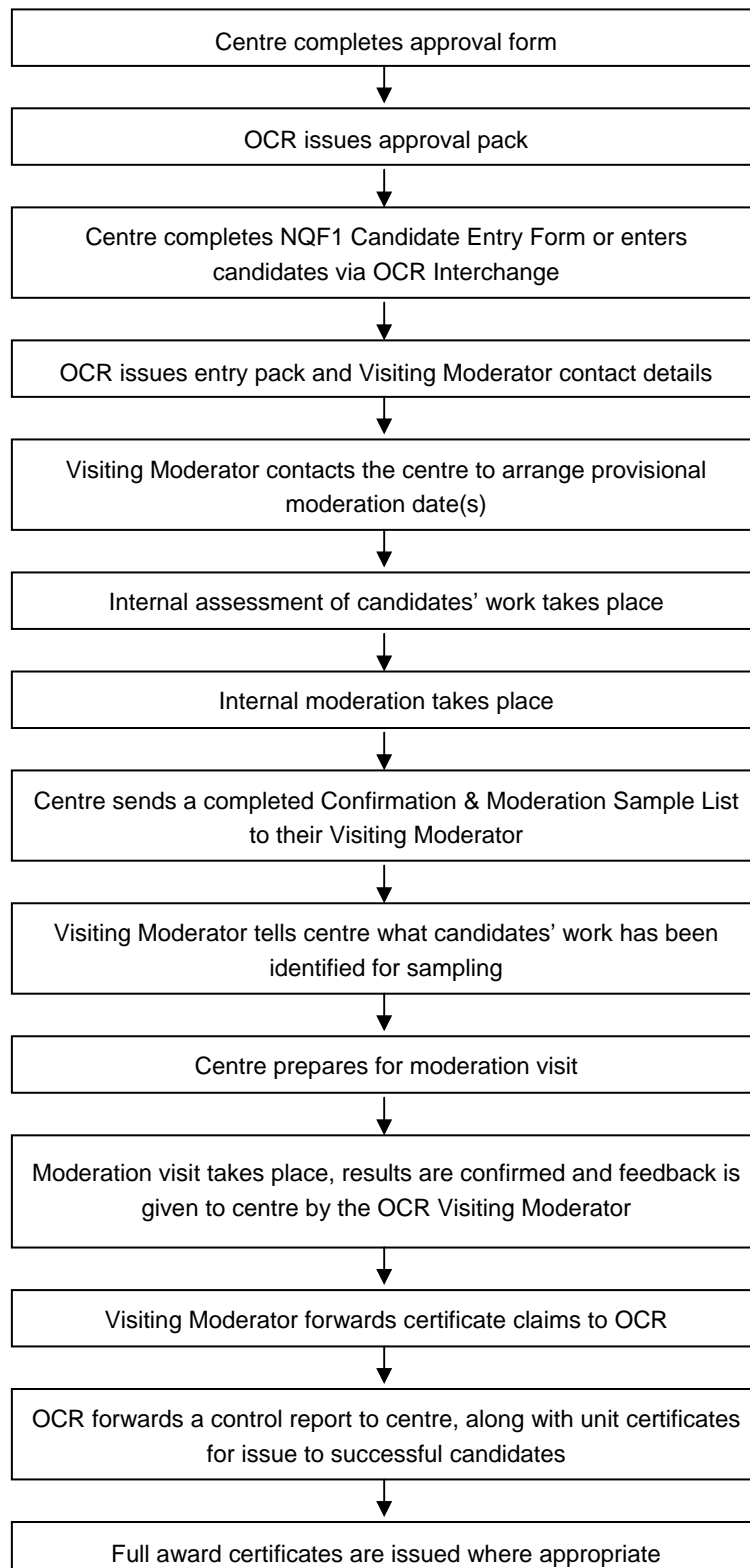 Centre completes approval form
OCR issues approval pack
Centre completes NQF1 Candidate Entry Form or enters
candidates via OCR Interchange
OCR issues entry pack and Visiting Moderator contact details
Visiting Moderator contacts the centre to arrange provisional
moderation date(s)
Internal assessment of candidates’ work takes place
Internal moderation takes place
Centre sends a completed Confirmation & Moderation Sample List
to their Visiting Moderator
Visiting Moderator tells centre what candidates’ work has been
identified for sampling
Centre prepares for moderation visit
Moderation visit takes place, results are confirmed and feedback is
given to centre by the OCR Visiting Moderator
Visiting Moderator forwards certificate claims to OCR
OCR forwards a control report to centre, along with unit certificates
for issue to successful candidates
Full award certificates are issued where appropriate